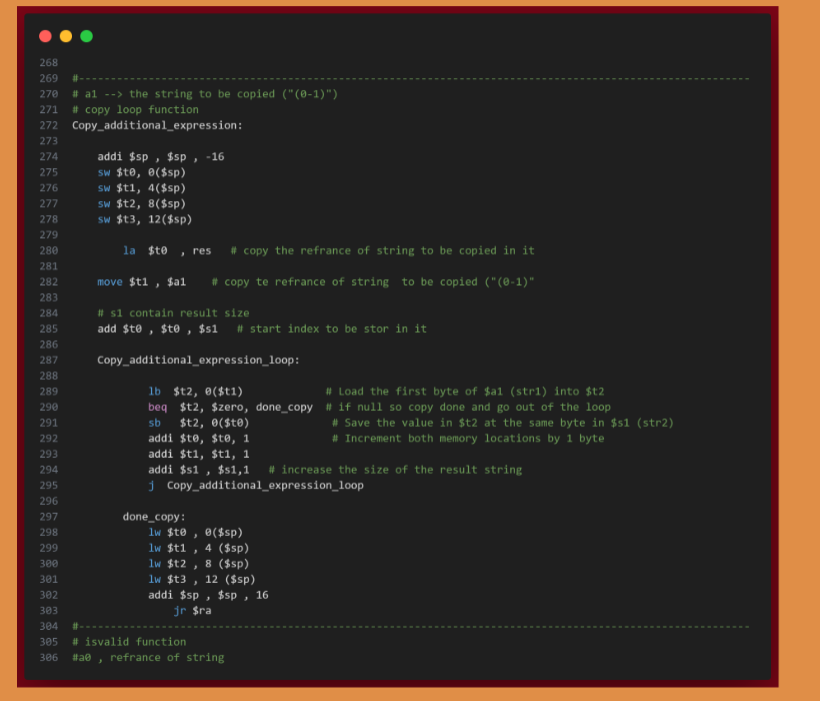 268
269 #----------------------------------------------------------------------------------------------------------
270 # a1 --> the string to be copied ("(0-1)")
271 # copy loop function
272 Copy_additional_expression:
273
274 addi $sp , $sp , -16
275 sw $t0, 0($sp)
276 sw $t1, 4($sp)
277 sw $t2, 8($sp)
278 sw $t3, 12($sp)
279
280 la $t0 , res # copy the refrance of string to be copied in it
281
282 move $t1 , $a1 # copy te refrance of string to be copied ("(0-1)"
283
284 # s1 contain result size
285 add $t0 , $t0 , $s1 # start index to be stor in it
286
287 Copy_additional_expression_loop:
288
289 lb $t2, 0($t1) # Load the first byte of $a1 (str1) into $t2
290 beq $t2, $zero, done_copy # if null so copy done and go out of the loop
291 sb $t2, 0($t0) # Save the value in $t2 at the same byte in $s1 (str2)
292 addi $t0, $t0, 1 # Increment both memory locations by 1 byte
293 addi $t1, $t1, 1
294 addi $s1 , $s1,1 # increase the size of the result string
295 j Copy_additional_expression_loop
296
297 done_copy:
298 lw $t0 , 0($sp)
299 lw $t1 , 4 ($sp)
300 lw $t2 , 8 ($sp)
301 lw $t3 , 12 ($sp)
302 addi $sp , $sp , 16
303 jr $ra
304 #----------------------------------------------------------------------------------------------------------
305 # isvalid function
306 #a0 , refrance of string